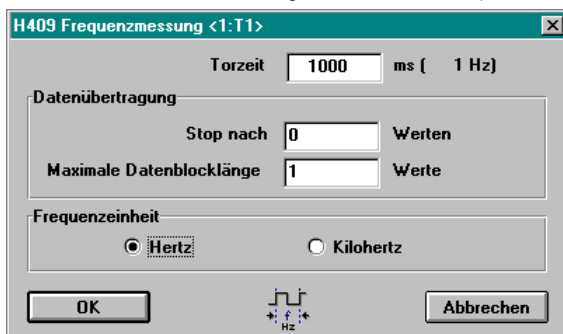 H409 Frequenzmessung <1:T1>
Torzeit 1000 ms ( 1 Hz)
Datenübertragung
Stop nach 0 Werten
Maximale Datenblocklänge 1 Werte
Frequenzeinheit
Hertz Kilohertz
OK f Hz Abbrechen